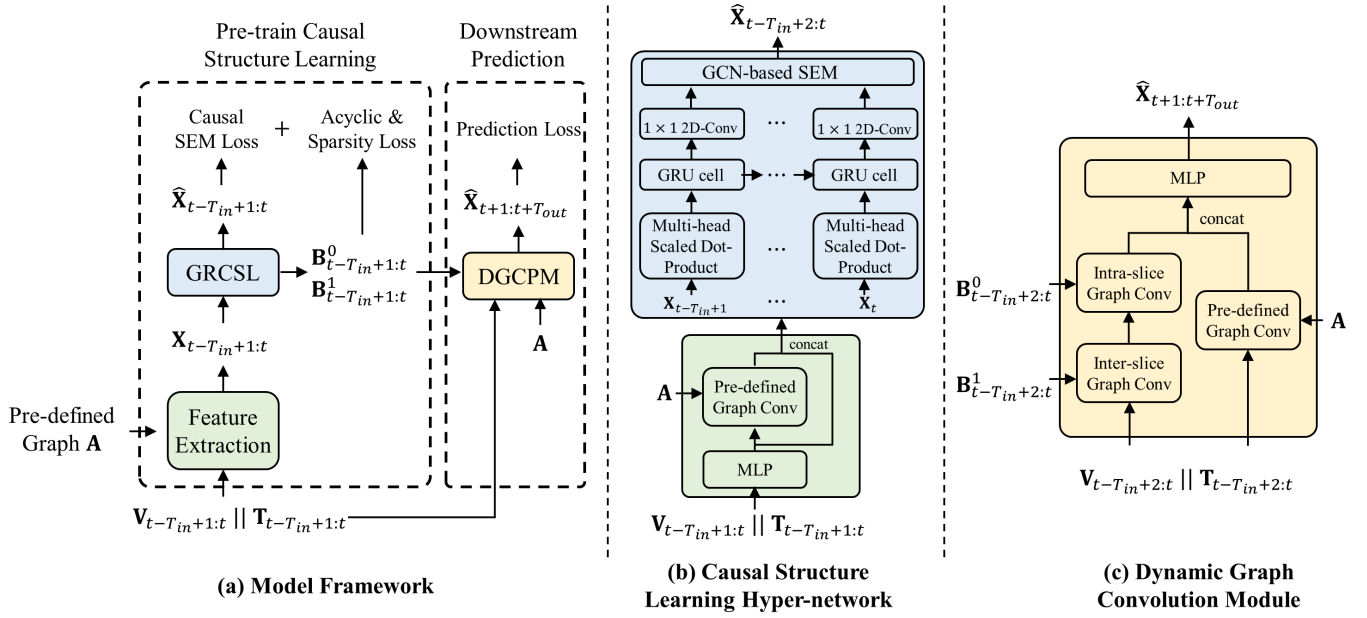 Pre-train Causal
Structure Learning
Downstream
Prediction
Causal
SEM Loss
+
Acyclic &
Sparsity Loss
Prediction Loss
X̂_{t−T_{in}+1:t}
X̂_{t+1:t+T_{out}}
GRCSL
B^0_{t−T_{in}+1:t}
B^1_{t−T_{in}+1:t}
DGCPM
X_{t−T_{in}+1:t}
A
Pre-defined
Graph A
Feature
Extraction
V_{t−T_{in}+1:t} || T_{t−T_{in}+1:t}
(a) Model Framework
X̂_{t−T_{in}+2:t}
GCN-based SEM
1 × 1 2D-Conv
...
1 × 1 2D-Conv
GRU cell
...
GRU cell
Multi-head
Scaled Dot-
Product
...
Multi-head
Scaled Dot-
Product
X_{t−T_{in}+1}
...
X_t
concat
A
Pre-defined
Graph Conv
MLP
V_{t−T_{in}+1:t} || T_{t−T_{in}+1:t}
(b) Causal Structure
Learning Hyper-network
X̂_{t+1:t+T_{out}}
MLP
concat
B^0_{t−T_{in}+2:t}
Intra-slice
Graph Conv
Pre-defined
Graph Conv
A
B^1_{t−T_{in}+2:t}
Inter-slice
Graph Conv
V_{t−T_{in}+2:t} || T_{t−T_{in}+2:t}
(c) Dynamic Graph
Convolution Module